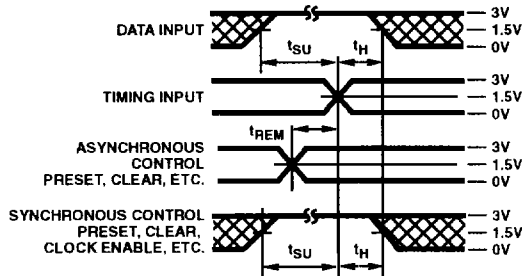 DATA INPUT
3V
1.5V
0V
tSU
tH
TIMING INPUT
3V
1.5V
0V
tREM
ASYNCHRONOUS
CONTROL
PRESET, CLEAR, ETC.
3V
1.5V
0V
SYNCHRONOUS CONTROL
PRESET, CLEAR,
CLOCK ENABLE, ETC.
3V
1.5V
0V
tSU
tH